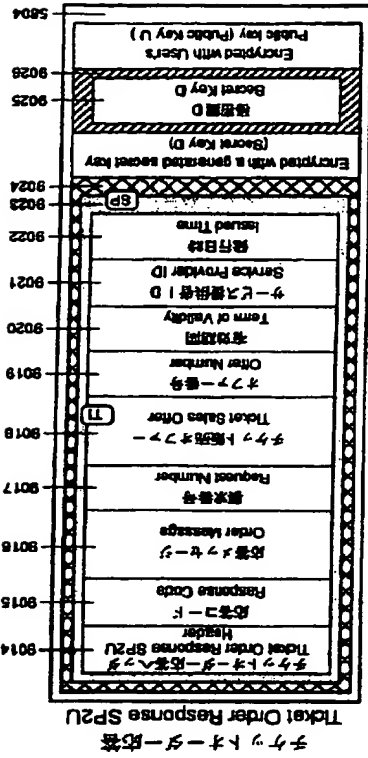 チケットオーダー応答
Ticket Order Response SP2U
チケットオーダー応答ヘッダ
Ticket Order Response SP2U
Header
9014
応答コード
Response Code
9015
応答メッセージ
Order Message
9016
要求番号
Request Number
9017
チケット販売オファー
Ticket Sales Offer
T1
9018
オファー番号
Offer Number
9019
有効期間
Term of Validity
9020
サービス提供者ID
Service Provider ID
9021
発行日時
Issued Time
9022
SP
9023
9024
Encrypted with a generated secret key
(Secret Key D)
秘密鍵D
Secret Key D
9025
9026
Encrypted with User's
Public key (Public Key U)
5804